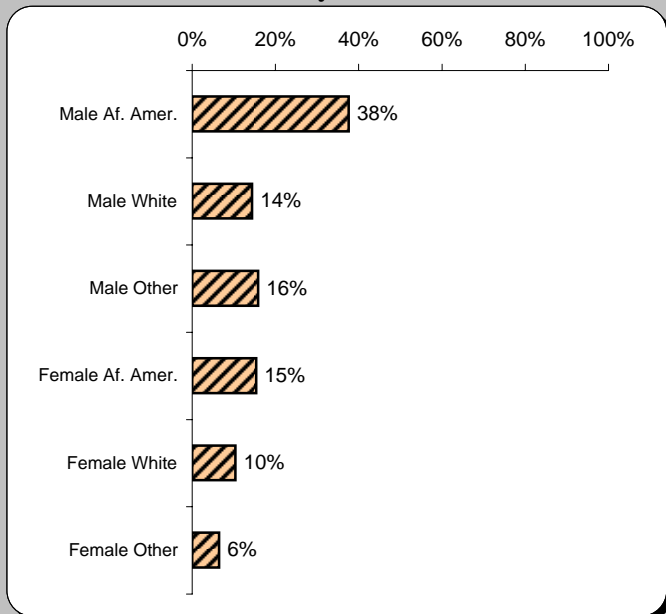 0% 20% 40% 60% 80% 100%
Male Af. Amer. 38%
Male White 14%
Male Other 16%
Female Af. Amer. 15%
Female White 10%
Female Other 6%